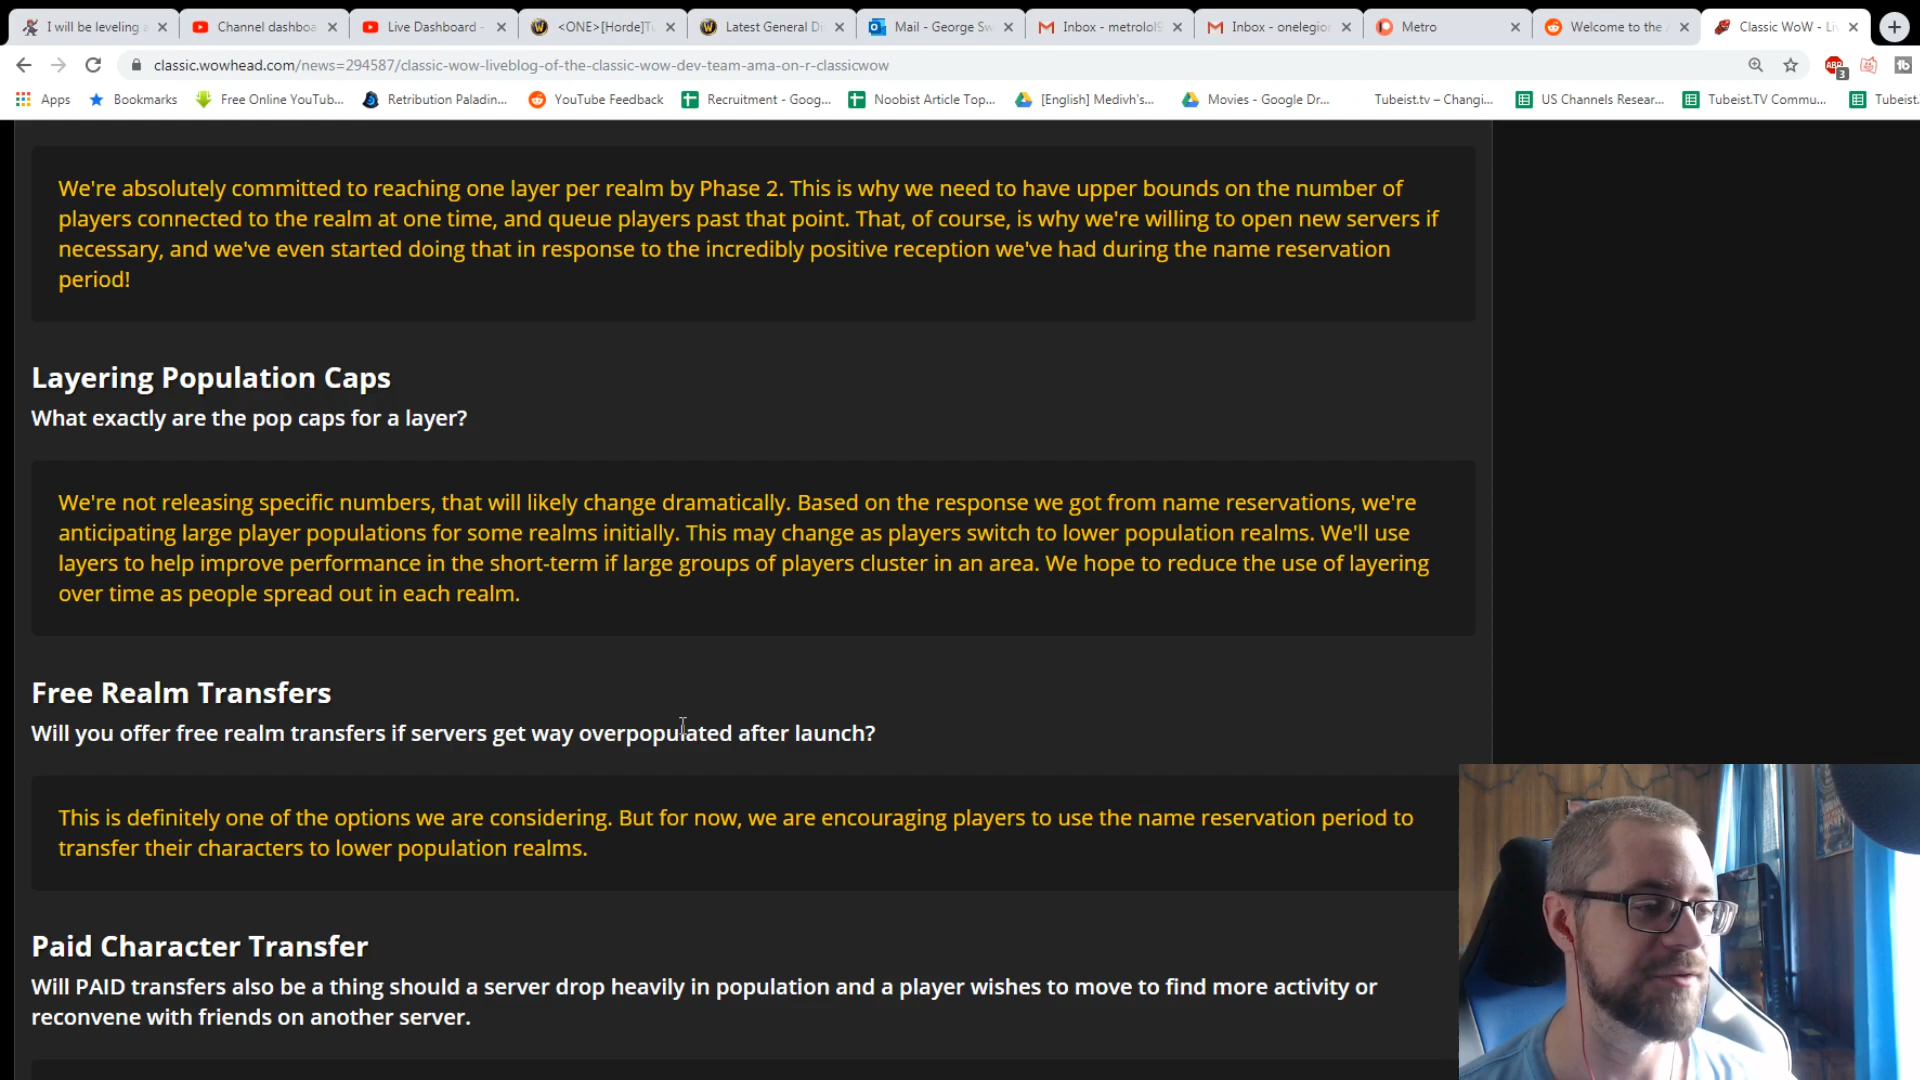 I will be leveling a
Channel dashboa
Live Dashboard -
<ONE>[Horde]Tu
Latest General Di
Mail - George Sw
Inbox - metrolol9
Inbox - onelegion
Metro
Welcome to the A
Classic WoW - Li
classic.wowhead.com/news=294587/classic-wow-liveblog-of-the-classic-wow-dev-team-ama-on-r-classicwow
ABP
3
tb
Apps
Bookmarks
Free Online YouTub...
Retribution Paladin...
YouTube Feedback
Recruitment - Goog...
Noobist Article Top...
[English] Medivh's...
Movies - Google Dr...
Tubeist.tv – Changi...
US Channels Resear...
Tubeist.TV Commu...
Tubeist.
We're absolutely committed to reaching one layer per realm by Phase 2. This is why we need to have upper bounds on the number of
players connected to the realm at one time, and queue players past that point. That, of course, is why we're willing to open new servers if
necessary, and we've even started doing that in response to the incredibly positive reception we've had during the name reservation
period!
Layering Population Caps
What exactly are the pop caps for a layer?
We're not releasing specific numbers, that will likely change dramatically. Based on the response we got from name reservations, we're
anticipating large player populations for some realms initially. This may change as players switch to lower population realms. We'll use
layers to help improve performance in the short-term if large groups of players cluster in an area. We hope to reduce the use of layering
over time as people spread out in each realm.
Free Realm Transfers
Will you offer free realm transfers if servers get way overpopulated after launch?
This is definitely one of the options we are considering. But for now, we are encouraging players to use the name reservation period to
transfer their characters to lower population realms.
Paid Character Transfer
Will PAID transfers also be a thing should a server drop heavily in population and a player wishes to move to find more activity or
reconvene with friends on another server.